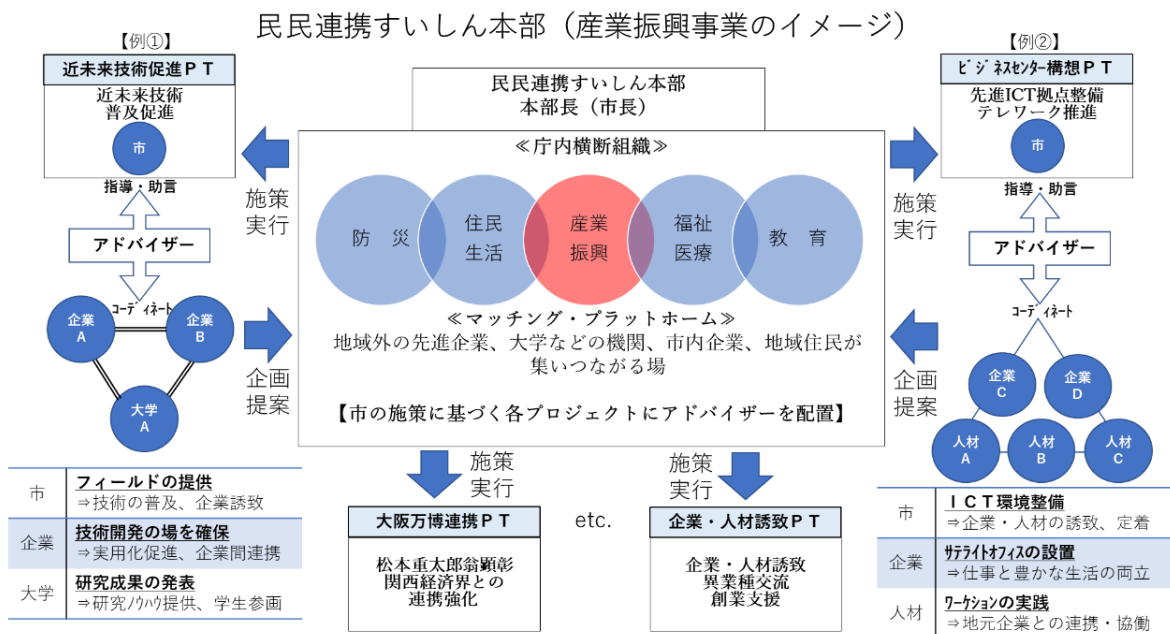 民民連携すいしん本部（産業振興事業のイメージ）
【例①】
近未来技術促進ＰＴ
近未来技術
普及促進
市
指導・助言
アドバイザー
ｺｰﾃﾞｨﾈｰﾄ
企業
A
企業
B
大学
A
施策
実行
企画
提案
民民連携すいしん本部
本部長（市長）
≪庁内横断組織≫
防　災
住民
生活
産業
振興
福祉
医療
教　育
≪マッチング・プラットホーム≫
地域外の先進企業、大学などの機関、市内企業、地域住民が
集いつながる場
【市の施策に基づく各プロジェクトにアドバイザーを配置】
施策
実行
企画
提案
【例②】
ﾋﾞｼﾞﾈｽｾﾝﾀｰ構想ＰＴ
先進ICT拠点整備
テレワーク推進
市
指導・助言
アドバイザー
ｺｰﾃﾞｨﾈｰﾄ
企業
C
企業
D
人材
A
人材
B
人材
C
市
フィールドの提供
⇒技術の普及、企業誘致
企業
技術開発の場を確保
⇒実用化促進、企業間連携
大学
研究成果の発表
⇒研究ﾉｳﾊｳ提供、学生参画
施策
実行
大阪万博連携ＰＴ
松本重太郎翁顕彰
関西経済界との
連携強化
etc.
施策
実行
企業・人材誘致ＰＴ
企業・人材誘致
異業種交流
創業支援
市
ＩＣＴ環境整備
⇒企業・人材の誘致、定着
企業
ｻﾃﾗｲﾄオフィスの設置
⇒仕事と豊かな生活の両立
人材
ﾜｰｹｼｮﾝの実践
⇒地元企業との連携・協働